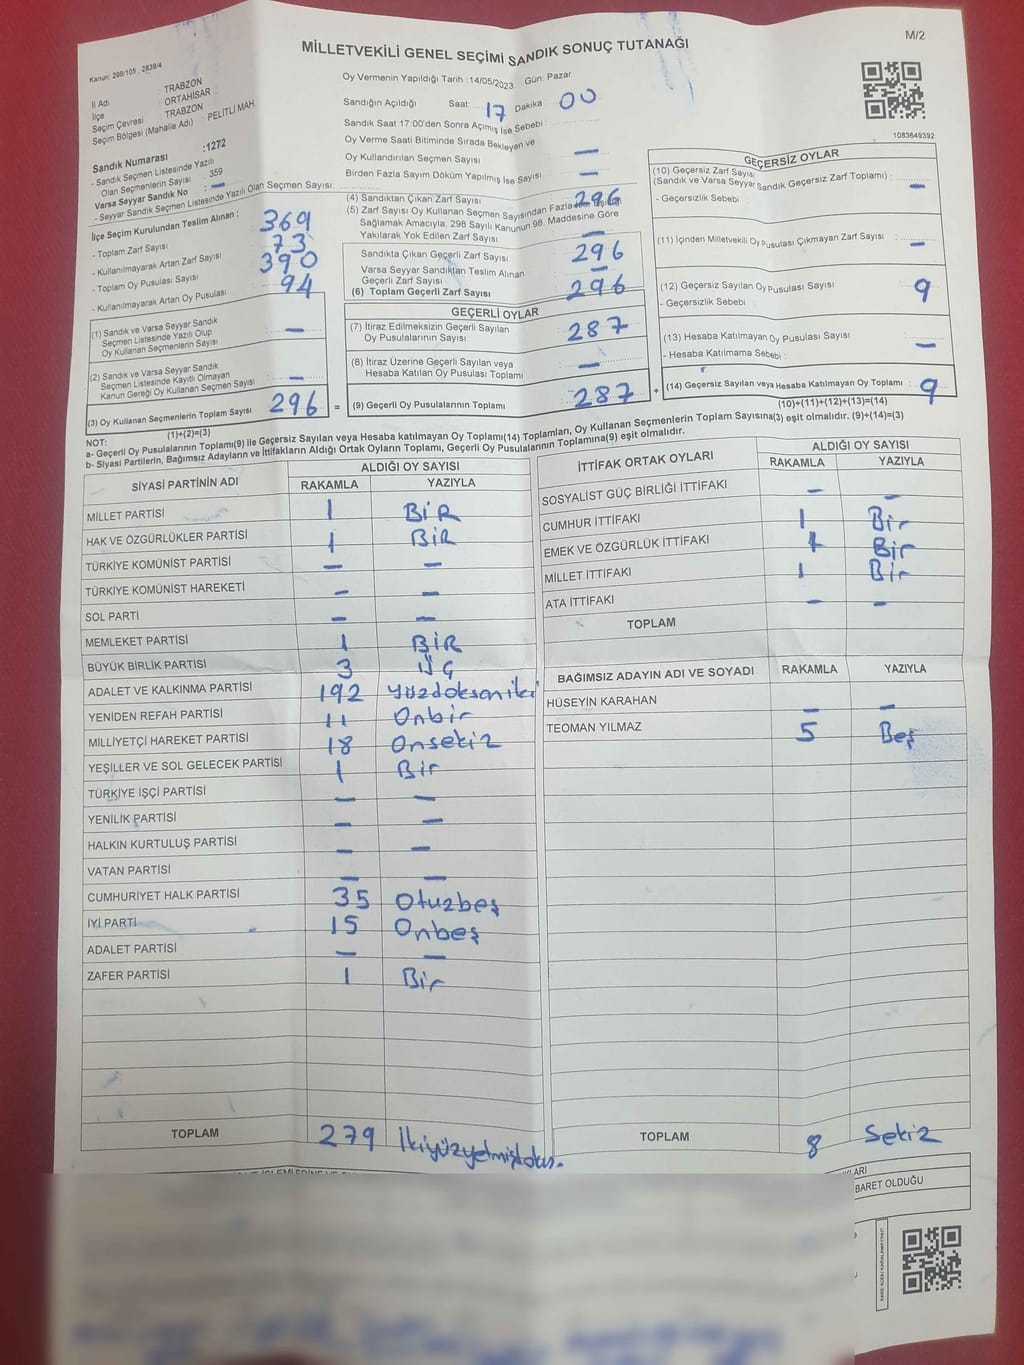 M/2
MİLLETVEKİLİ GENEL SEÇİMİ SANDIK SONUÇ TUTANAĞI
Kanun: 298/105 , 2839/4
Oy Vermenin Yapıldığı Tarih :14/05/2023 Gün: Pazar
İl Adı : TRABZON
İlçe : ORTAHİSAR
Seçim Çevresi : TRABZON
Seçim Bölgesi (Mahalle Adı) : PELİTLİ MAH.
Sandığın Açıldığı Saat: 17 Dakika : 00
Sandık Saat 17:00'den Sonra Açılmış İse Sebebi :
Oy Verme Saati Bitiminde Sırada Bekleyen ve
Oy Kullandırılan Seçmen Sayısı —
Birden Fazla Sayım Döküm Yapılmış İse Sayısı : —
1083649392
Sandık Numarası :1272
- Sandık Seçmen Listesinde Yazılı
Olan Seçmenlerin Sayısı : 359
Varsa Seyyar Sandık No : —
- Seyyar Sandık Seçmen Listesinde Yazılı Olan Seçmen Sayısı :
İlçe Seçim Kurulundan Teslim Alınan ;
- Toplam Zarf Sayısı : 369
- Kullanılmayarak Artan Zarf Sayısı : 73
- Toplam Oy Pusulası Sayısı : 390
- Kullanılmayarak Artan Oy Pusulası : 94
(1) Sandık ve Varsa Seyyar Sandık
Seçmen Listesinde Yazılı Olup
Oy Kullanan Seçmenlerin Sayısı : —
(2) Sandık ve Varsa Seyyar Sandık
Seçmen Listesinde Kayıtlı Olmayan
Kanun Gereği Oy Kullanan Seçmen Sayısı : —
(3) Oy Kullanan Seçmenlerin Toplam Sayısı 296 =
(1)+(2)=(3)
(4) Sandıktan Çıkan Zarf Sayısı : 296
(5) Zarf Sayısı Oy Kullanan Seçmen Sayısından Fazla İse Eşitliği
Sağlamak Amacıyla, 298 Sayılı Kanunun 98. Maddesine Göre
Yakılarak Yok Edilen Zarf Sayısı : —
Sandıkta Çıkan Geçerli Zarf Sayısı : 296
Varsa Seyyar Sandıktan Teslim Alınan
Geçerli Zarf Sayısı : —
(6) Toplam Geçerli Zarf Sayısı : 296
GEÇERLİ OYLAR
(7) İtiraz Edilmeksizin Geçerli Sayılan
Oy Pusulalarının Sayısı : 287
(8) İtiraz Üzerine Geçerli Sayılan veya
Hesaba Katılan Oy Pusulası Toplamı : —
(9) Geçerli Oy Pusulalarının Toplamı : 287 +
GEÇERSİZ OYLAR
(10) Geçersiz Zarf Sayısı
(Sandık ve Varsa Seyyar Sandık Geçersiz Zarf Toplamı) : —
- Geçersiz Sebebi :
(11) İçinden Milletvekili Oy Pusulası Çıkmayan Zarf Sayısı : —
(12) Geçersiz Sayılan Oy Pusulası Sayısı : 9
- Geçersizlik Sebebi :
(13) Hesaba Katılmayan Oy Pusulası Sayısı : —
- Hesaba Katılmama Sebebi :
(14) Geçersiz Sayılan veya Hesaba Katılmayan Oy Toplamı : 9
(10)+(11)+(12)+(13)=(14)
NOT:
a- Geçerli Oy Pusulalarının Toplamı(9) ile Geçersiz Sayılan veya Hesaba katılmayan Oy Toplamı(14) Toplamları, Oy Kullanan Seçmenlerin Toplam Sayısına(3) eşit olmalıdır. (9)+(14)=(3)
b- Siyasi Partilerin, Bağımsız Adayların ve İttifakların Aldığı Ortak Oyların Toplamı, Geçerli Oy Pusulalarının Toplamına(9) eşit olmalıdır.
SİYASİ PARTİNİN ADI ALDIĞI OY SAYISI
RAKAMLA YAZIYLA
MİLLET PARTİSİ 1 BİR
HAK VE ÖZGÜRLÜKLER PARTİSİ 1 BİR
TÜRKİYE KOMÜNİST PARTİSİ — —
TÜRKİYE KOMÜNİST HAREKETİ — —
SOL PARTİ — —
MEMLEKET PARTİSİ 1 BİR
BÜYÜK BİRLİK PARTİSİ 3 ÜÇ
ADALET VE KALKINMA PARTİSİ 192 Yüzdoksaniki
YENİDEN REFAH PARTİSİ 11 Onbir
MİLLİYETÇİ HAREKET PARTİSİ 18 Onsekiz
YEŞİLLER VE SOL GELECEK PARTİSİ 1 Bir
TÜRKİYE İŞÇİ PARTİSİ — —
YENİLİK PARTİSİ — —
HALKIN KURTULUŞ PARTİSİ — —
VATAN PARTİSİ — —
CUMHURİYET HALK PARTİSİ 35 Otuzbeş
İYİ PARTİ 15 Onbeş
ADALET PARTİSİ — —
ZAFER PARTİSİ 1 Bir
TOPLAM 279 İkiyüzyetmişdokuz.
İTTİFAK ORTAK OYLARI ALDIĞI OY SAYISI
RAKAMLA YAZIYLA
SOSYALİST GÜÇ BİRLİĞİ İTTİFAKI — —
CUMHUR İTTİFAKI 1 Bir
EMEK VE ÖZGÜRLÜK İTTİFAKI 1 Bir
MİLLET İTTİFAKI 1 Bir
ATA İTTİFAKI — —
TOPLAM
BAĞIMSIZ ADAYIN ADI VE SOYADI RAKAMLA YAZIYLA
HÜSEYİN KARAHAN — —
TEOMAN YILMAZ 5 Beş
TOPLAM 8 Sekiz
BARET OLDUĞU